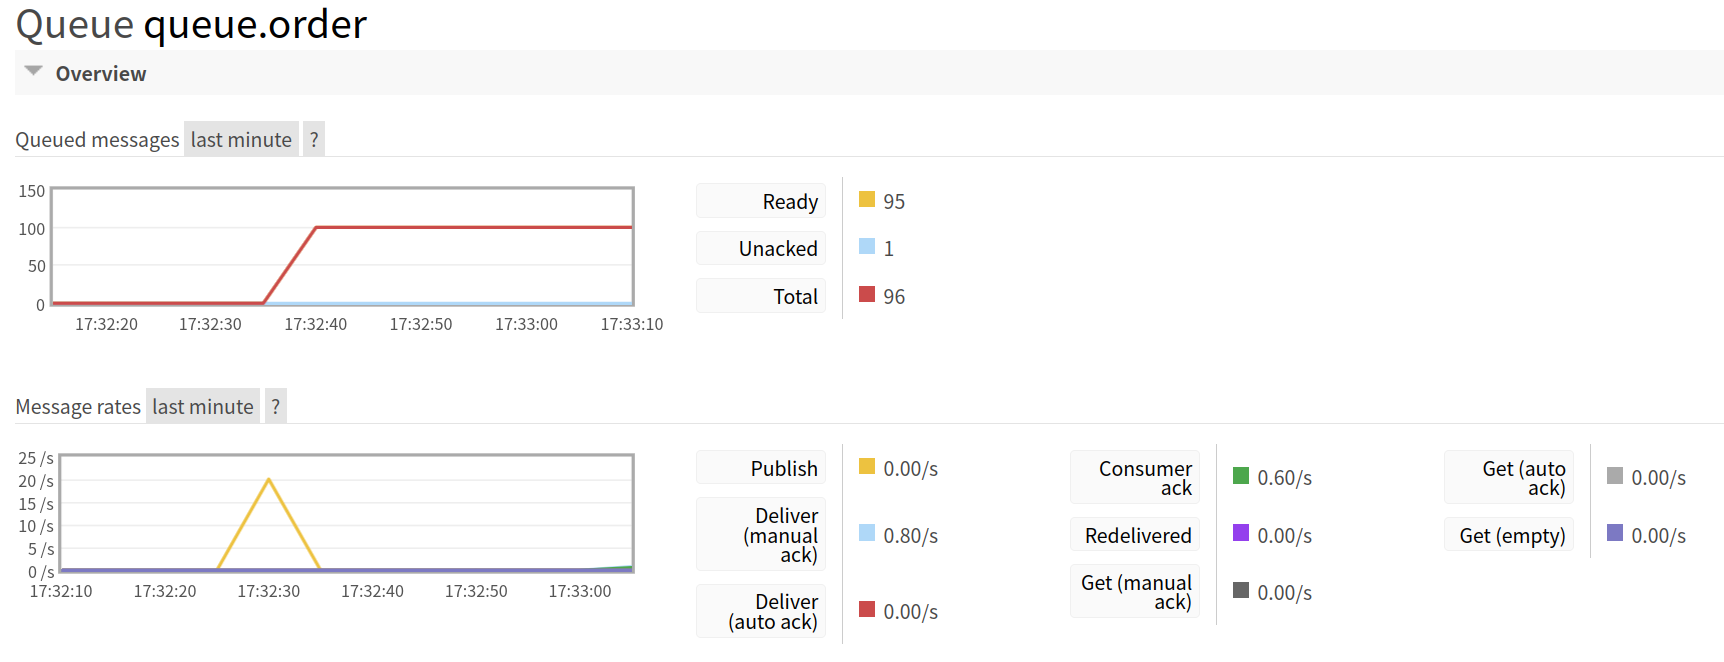 Queue queue.order
Overview
Queued messages last minute ?
150
100
50
0
17:32:20 17:32:30 17:32:40 17:32:50 17:33:00 17:33:10
Ready 95
Unacked 1
Total 96
Message rates last minute ?
25 /s
20 /s
15 /s
10 /s
5 /s
0 /s
17:32:10 17:32:20 17:32:30 17:32:40 17:32:50 17:33:00
Publish 0.00/s
Deliver
(manual
ack)
0.80/s
Deliver
(auto ack)
0.00/s
Consumer
ack
0.60/s
Redelivered 0.00/s
Get (manual
ack)
0.00/s
Get (auto
ack)
0.00/s
Get (empty) 0.00/s